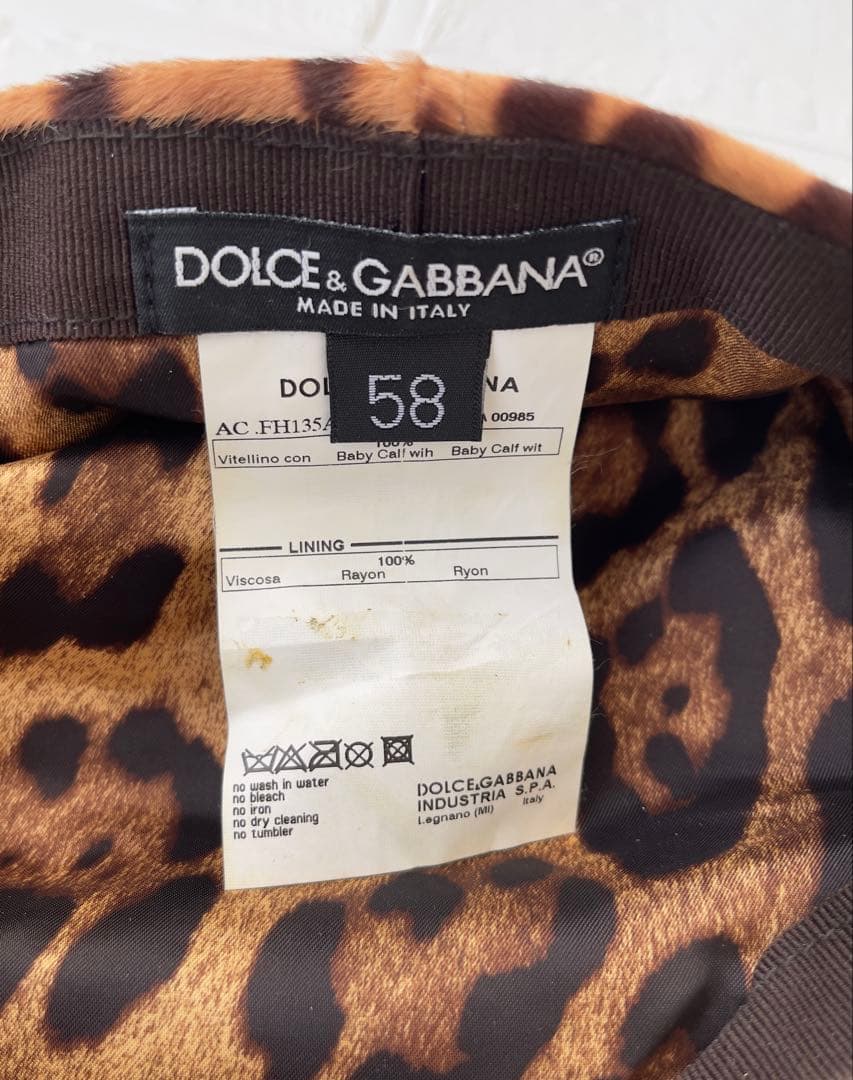 DOLCE & GABBANA®
MADE IN ITALY
58
AC .FH135A 00985
100%
Vitellino con Baby Calf wih Baby Calf wit
LINING
100%
Viscosa Rayon Ryon
no wash in water
no bleach
no iron
no dry cleaning
no tumbler
DOLCE&GABBANA
INDUSTRIA S.P.A.
Legnano (MI) Italy